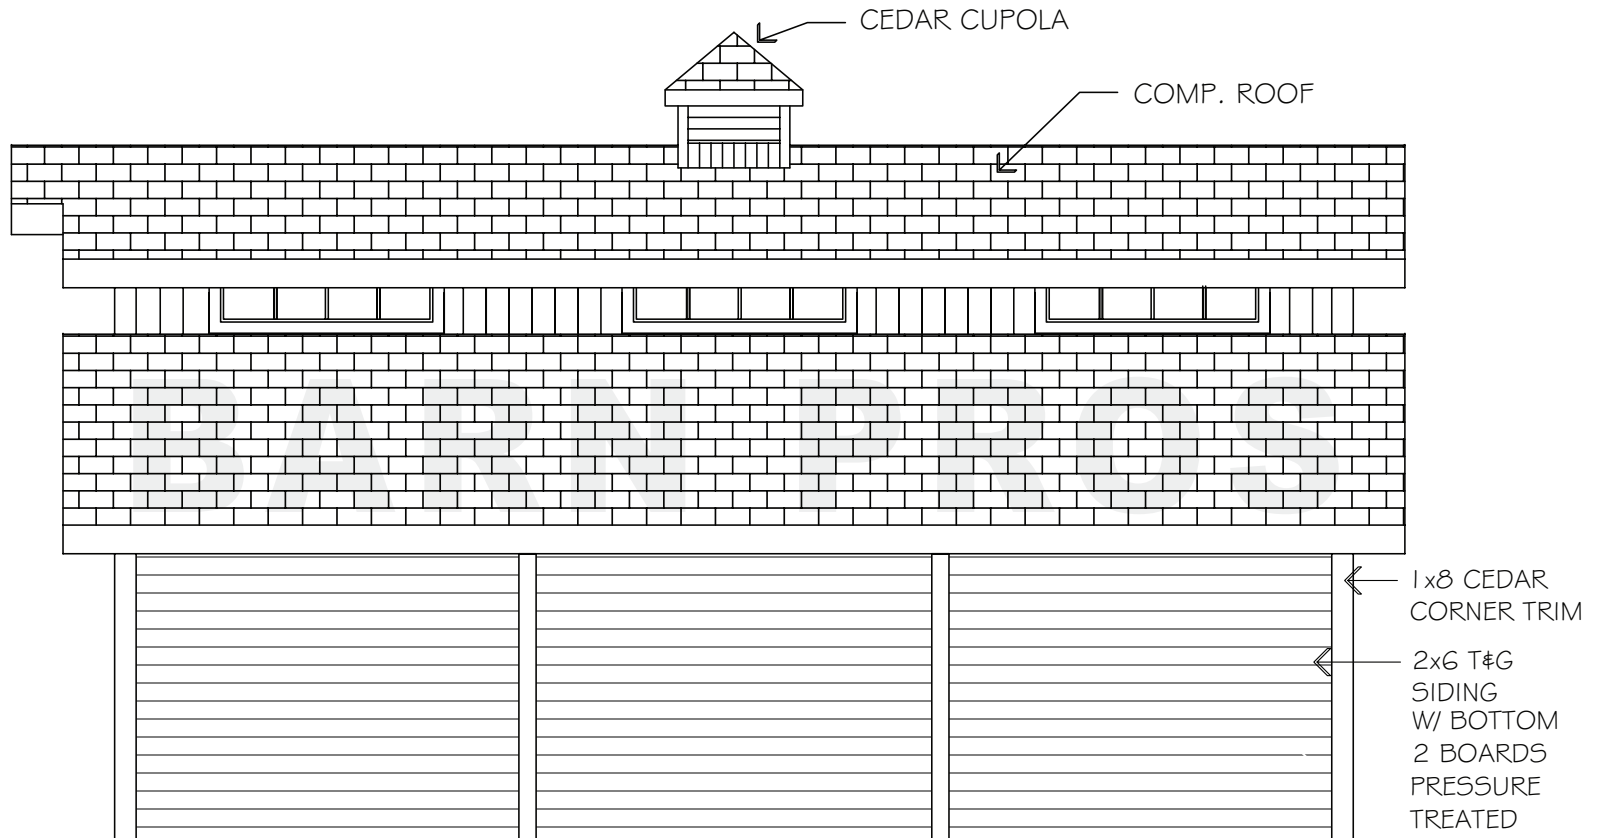 CEDAR CUPOLA
COMP. ROOF
BARN PROS
1x8 CEDAR
CORNER TRIM
2x6 T&G
SIDING
W/ BOTTOM
2 BOARDS
PRESSURE
TREATED